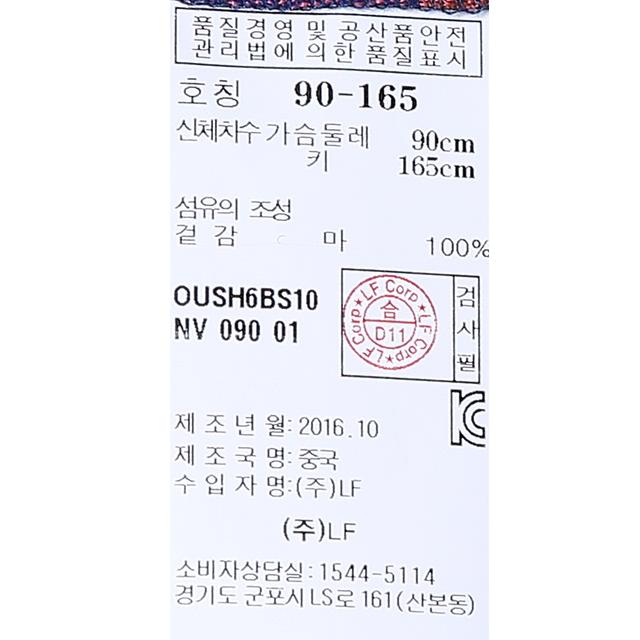 품질경영 및 공산품안전
관리법에 의한 품질표시
호칭 90-165
신체치수 가슴둘레 90cm
키 165cm
섬유의 조성
겉감 마 100%
OUSH6BS10
NV 090 01
LF Corp★LF Corp★LF Corp★
合
D11
검사필
제조년월: 2016.10
제조국명: 중국
수입자명: (주)LF
(주)LF
소비자상담실: 1544-5114
경기도 군포시 LS로 161(산본동)